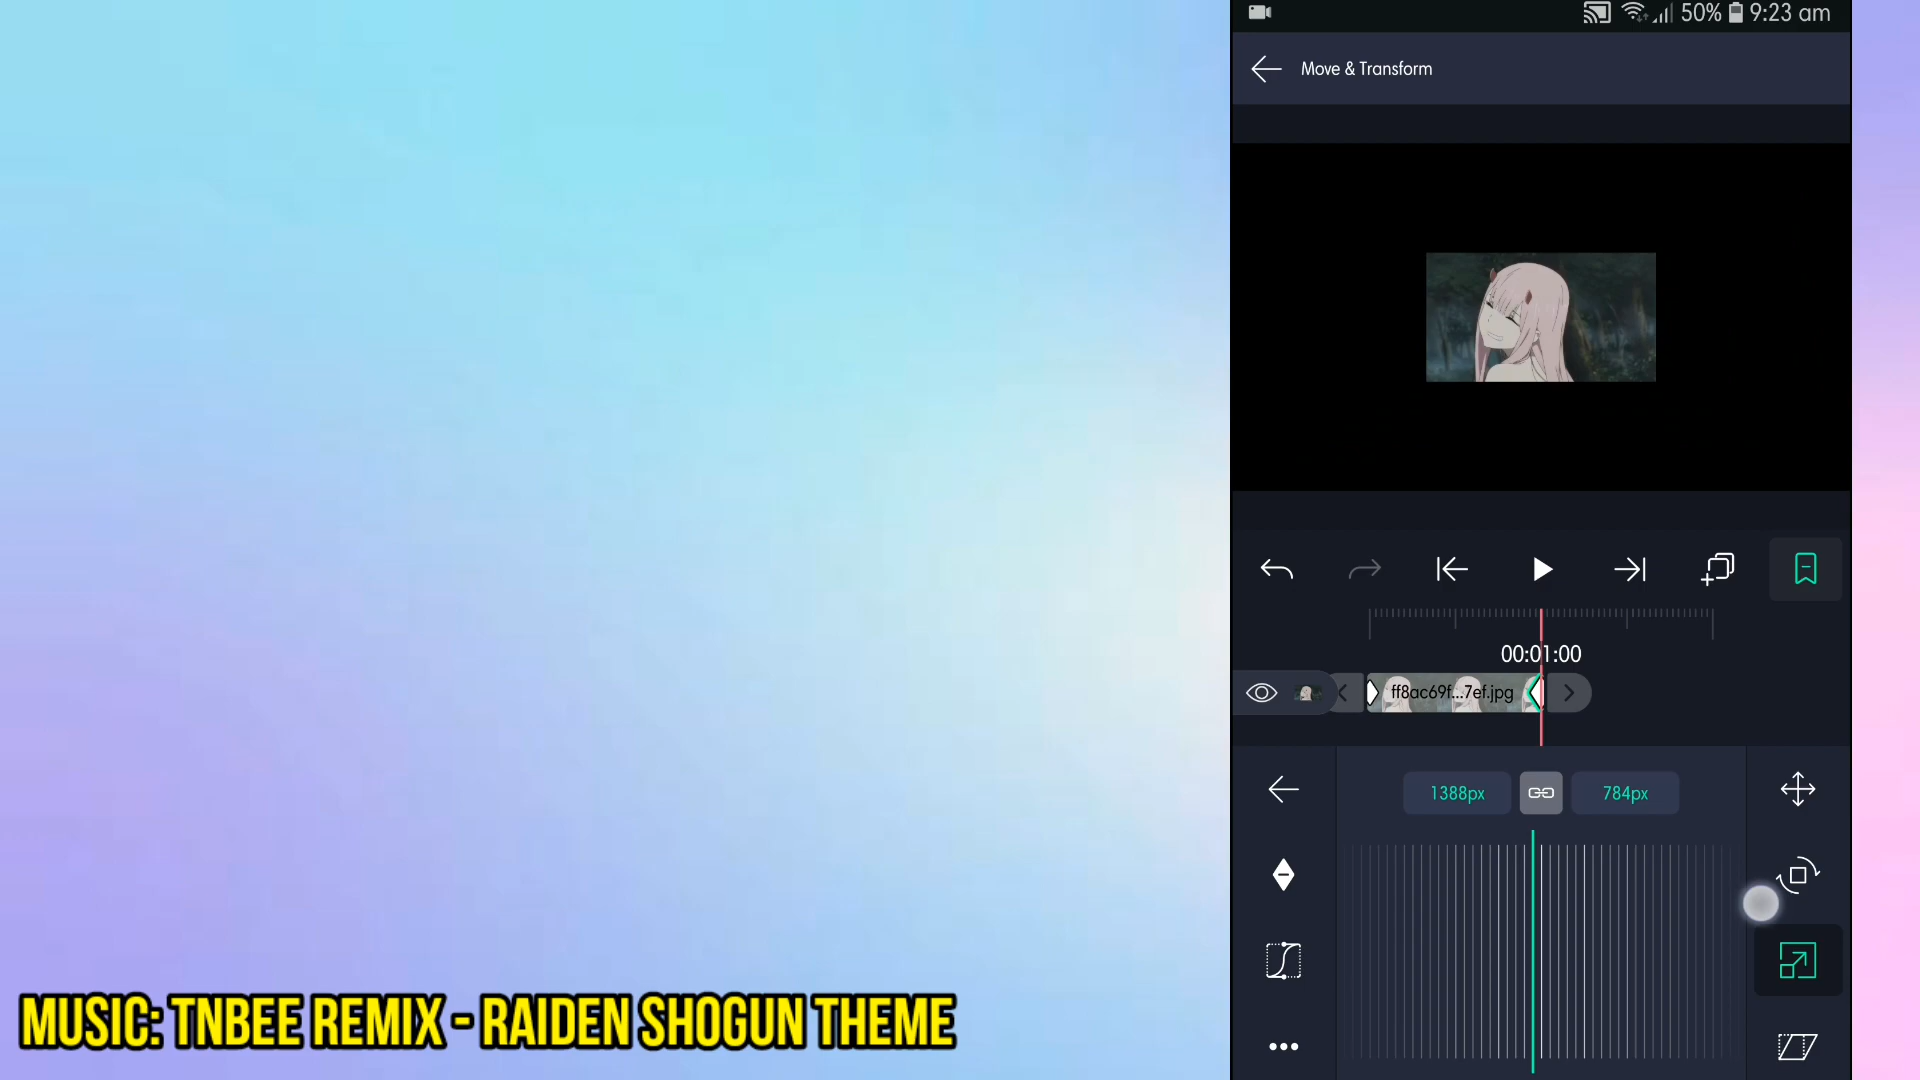 50% 9:23 am
Move & Transform
00:01:00
ff8ac69f...7ef.jpg
1388px 784px
MUSIC: TNBEE REMIX - RAIDEN SHOGUN THEME